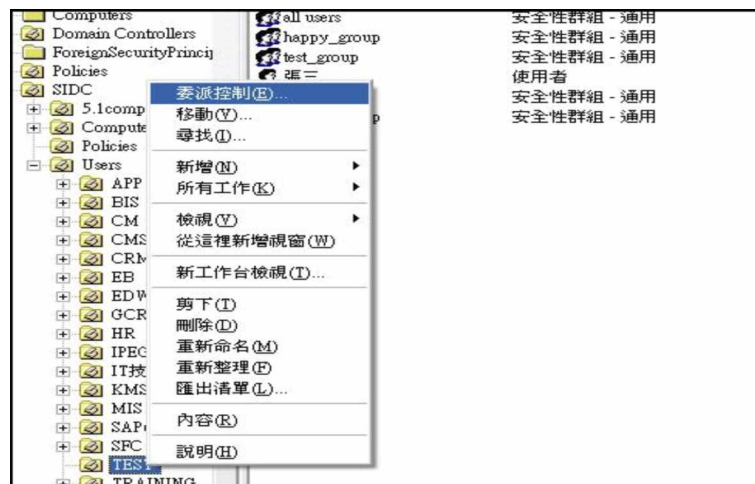 Computers
Domain Controllers
ForeignSecurityPrincip
Policies
SIDC
5.1comp
Compute
Policies
Users
APP
BIS
CM
CMS
CRM
EB
EDW
GCR
HR
IPEC
IT技
KMS
MIS
SAP
SFC
TEST
TRAINING
委派控制(E)...
移動(V)...
尋找(I)...
新增(N)
所有工作(K)
檢視(V)
從這裡新增視窗(W)
新工作台檢視(T)...
剪下(T)
刪除(D)
重新命名(M)
重新整理(F)
匯出清單(L)...
內容(R)
說明(H)
all users 安全性群組 - 通用
happy_group 安全性群組 - 通用
test_group 安全性群組 - 通用
張三 使用者
安全性群組 - 通用
p 安全性群組 - 通用